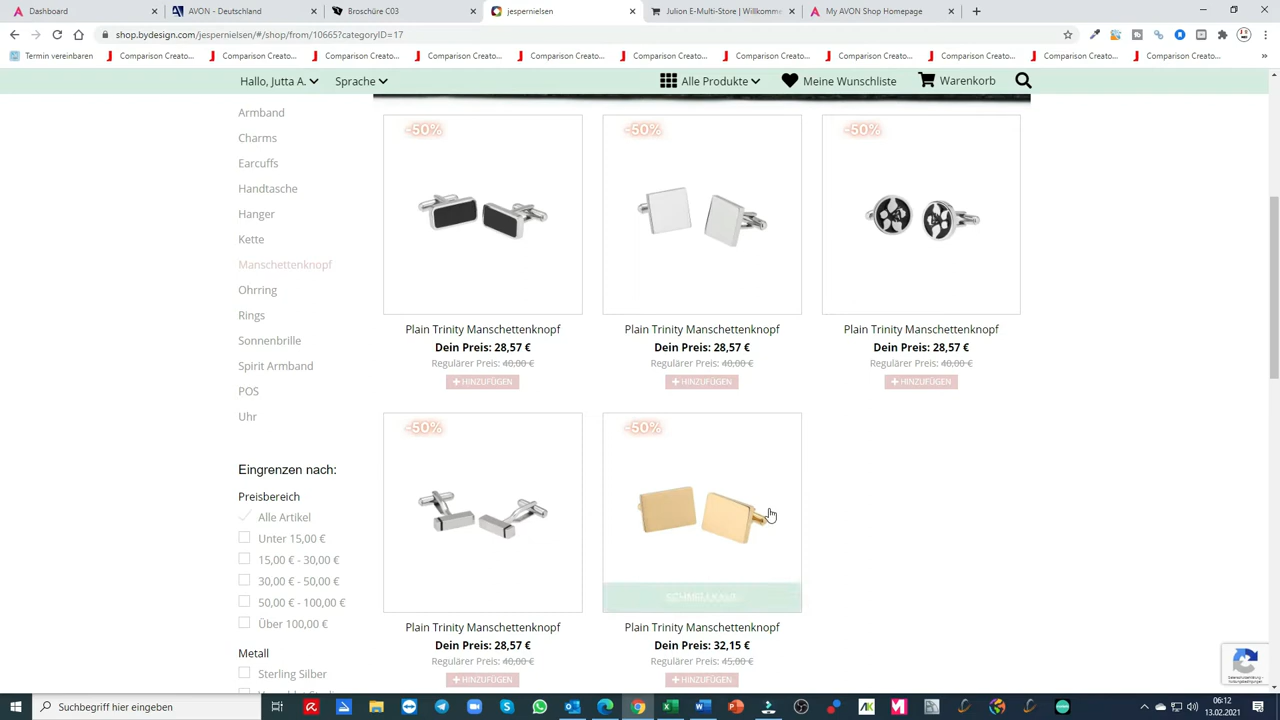 Dashboard
AVON - Deutschland
Broschüre C03
jespernielsen
Julion E-Multi-Store | Willkomme
My AVON Shop Homepage
shop.bydesign.com/jespernielsen/#/shop/from/10665?categoryID=17
Termin vereinbaren
Comparison Creato...
Comparison Creato...
Comparison Creato...
Comparison Creato...
Comparison Creato...
Comparison Creato...
Comparison Creato...
Comparison Creato...
Comparison Creato...
Comparison Creato...
Comparison Creato...
Hallo, Jutta A.
Sprache
Alle Produkte
Meine Wunschliste
Warenkorb
Armband
Charms
Earcuffs
Handtasche
Hanger
Kette
Manschettenknopf
Ohrring
Rings
Sonnenbrille
Spirit Armband
POS
Uhr
Eingrenzen nach:
Preisbereich
Alle Artikel
Unter 15,00 €
15,00 € - 30,00 €
30,00 € - 50,00 €
50,00 € - 100,00 €
Über 100,00 €
Metall
Sterling Silber
-50%
Plain Trinity Manschettenknopf
Dein Preis: 28,57 €
Regulärer Preis: 40,00 €
HINZUFÜGEN
-50%
Plain Trinity Manschettenknopf
Dein Preis: 28,57 €
Regulärer Preis: 40,00 €
HINZUFÜGEN
-50%
Plain Trinity Manschettenknopf
Dein Preis: 28,57 €
Regulärer Preis: 40,00 €
HINZUFÜGEN
-50%
Plain Trinity Manschettenknopf
Dein Preis: 28,57 €
Regulärer Preis: 40,00 €
HINZUFÜGEN
-50%
SCHNELLKAUF
Plain Trinity Manschettenknopf
Dein Preis: 32,15 €
Regulärer Preis: 45,00 €
HINZUFÜGEN
Suchbegriff hier eingeben
06:12
13.02.2021